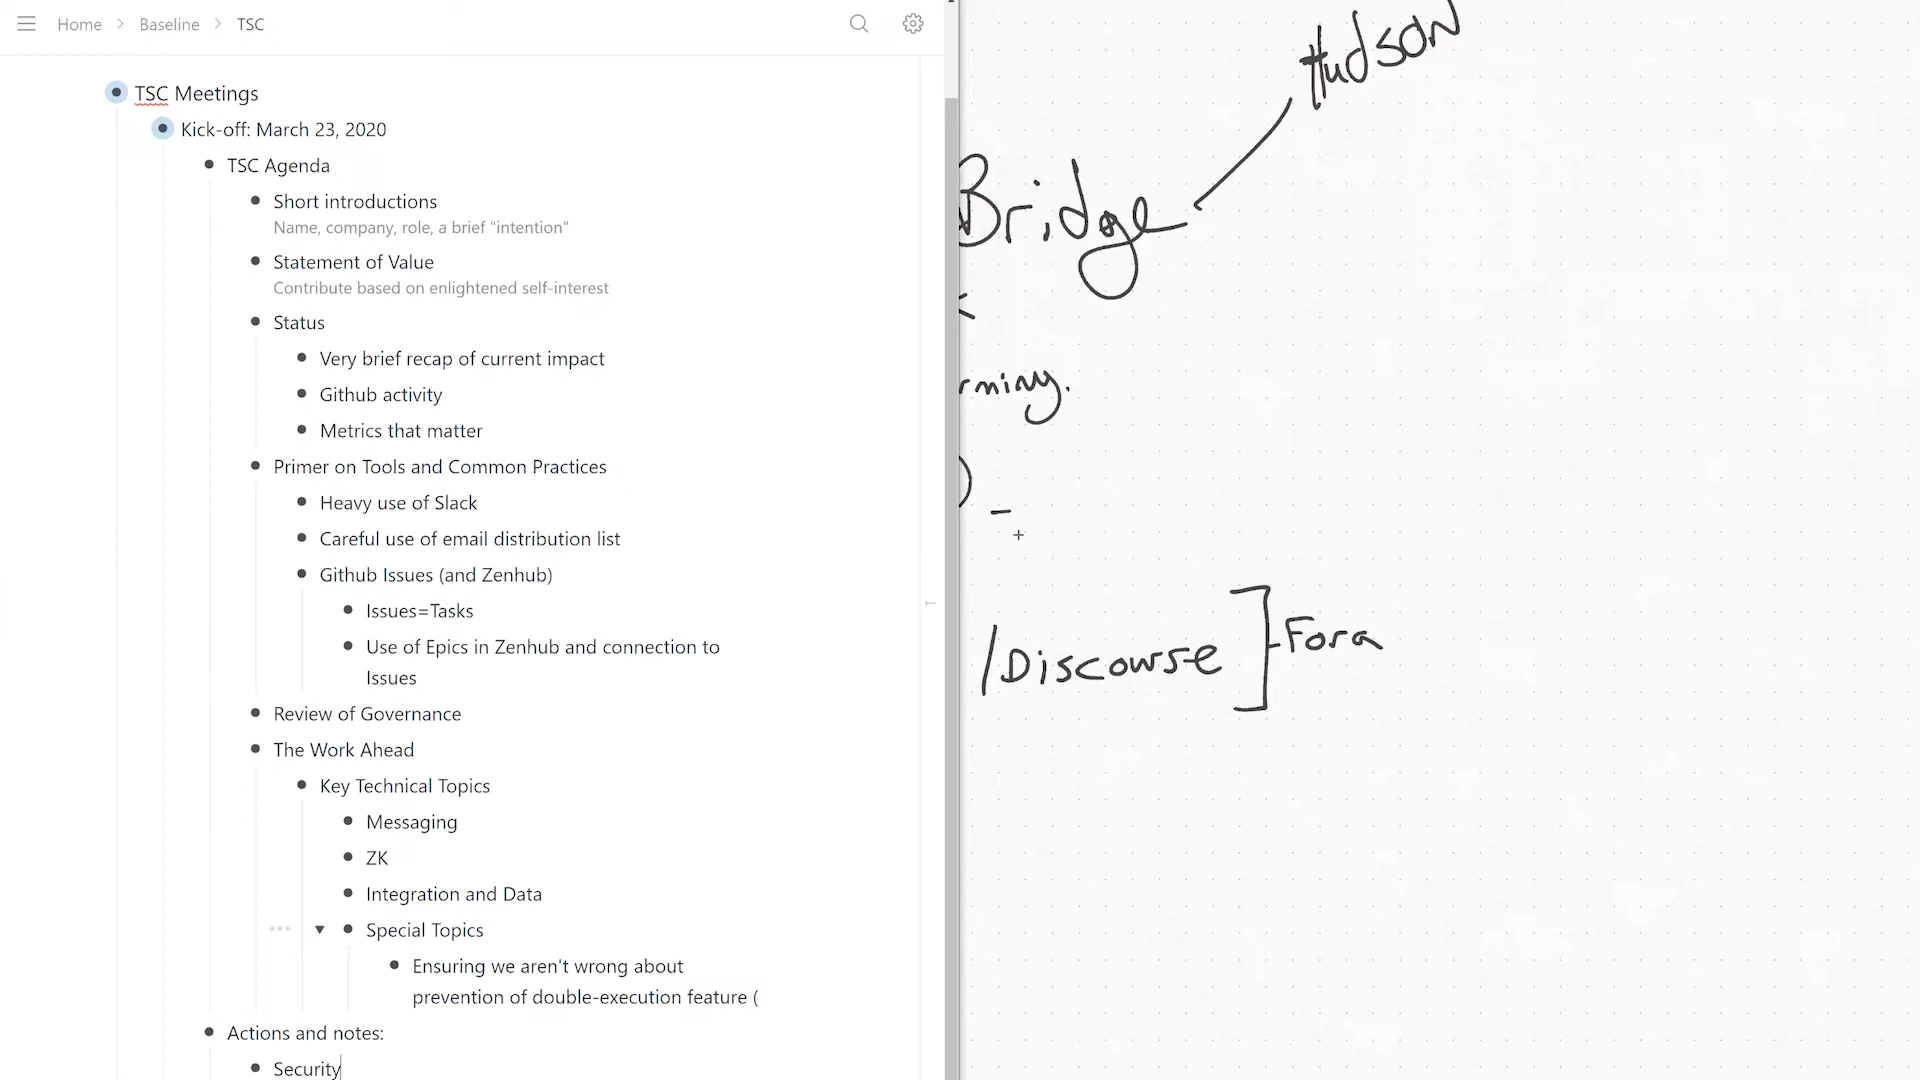 Home > Baseline > TSC
TSC Meetings
Kick-off: March 23, 2020
TSC Agenda
Short introductions
Name, company, role, a brief "intention"
Statement of Value
Contribute based on enlightened self-interest
Status
Very brief recap of current impact
Github activity
Metrics that matter
Primer on Tools and Common Practices
Heavy use of Slack
Careful use of email distribution list
Github Issues (and Zenhub)
Issues=Tasks
Use of Epics in Zenhub and connection to
Issues
Review of Governance
The Work Ahead
Key Technical Topics
Messaging
ZK
Integration and Data
Special Topics
Ensuring we aren't wrong about
prevention of double-execution feature (
Actions and notes:
Security
Hudson
Bridge
/Discourse ]-Fora